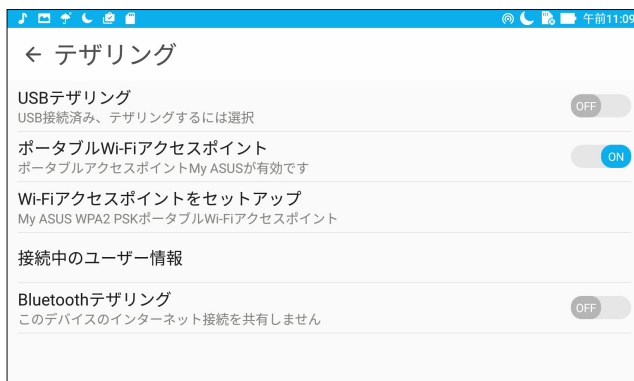 午前11:09
テザリング
USBテザリング
USB接続済み、テザリングするには選択
OFF
ポータブルWi-Fiアクセスポイント
ポータブルアクセスポイントMy ASUSが有効です
ON
Wi-Fiアクセスポイントをセットアップ
My ASUS WPA2 PSKポータブルWi-Fiアクセスポイント
接続中のユーザー情報
Bluetoothテザリング
このデバイスのインターネット接続を共有しません
OFF